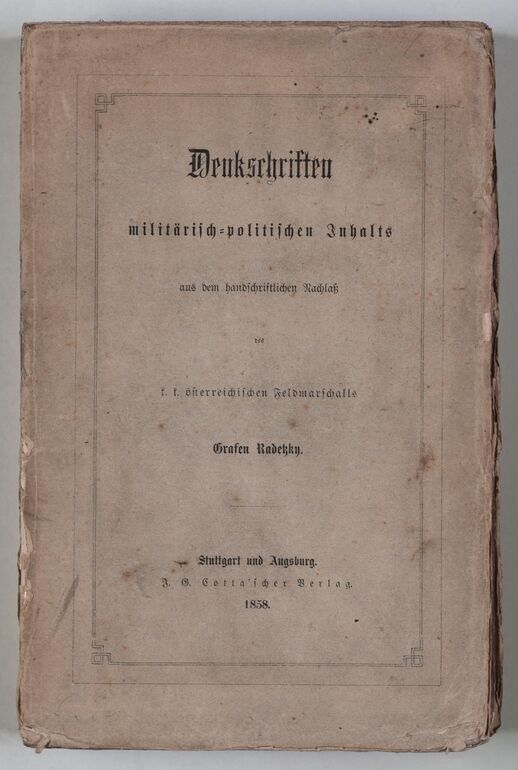 Denkschriften
militärisch-politischen Inhalts
aus dem handschriftlichen Nachlaß
des
k. k. österreichischen Feldmarschalls
Grafen Radetzky.
Stuttgart und Augsburg.
J. G. Cotta'scher Verlag.
1858.